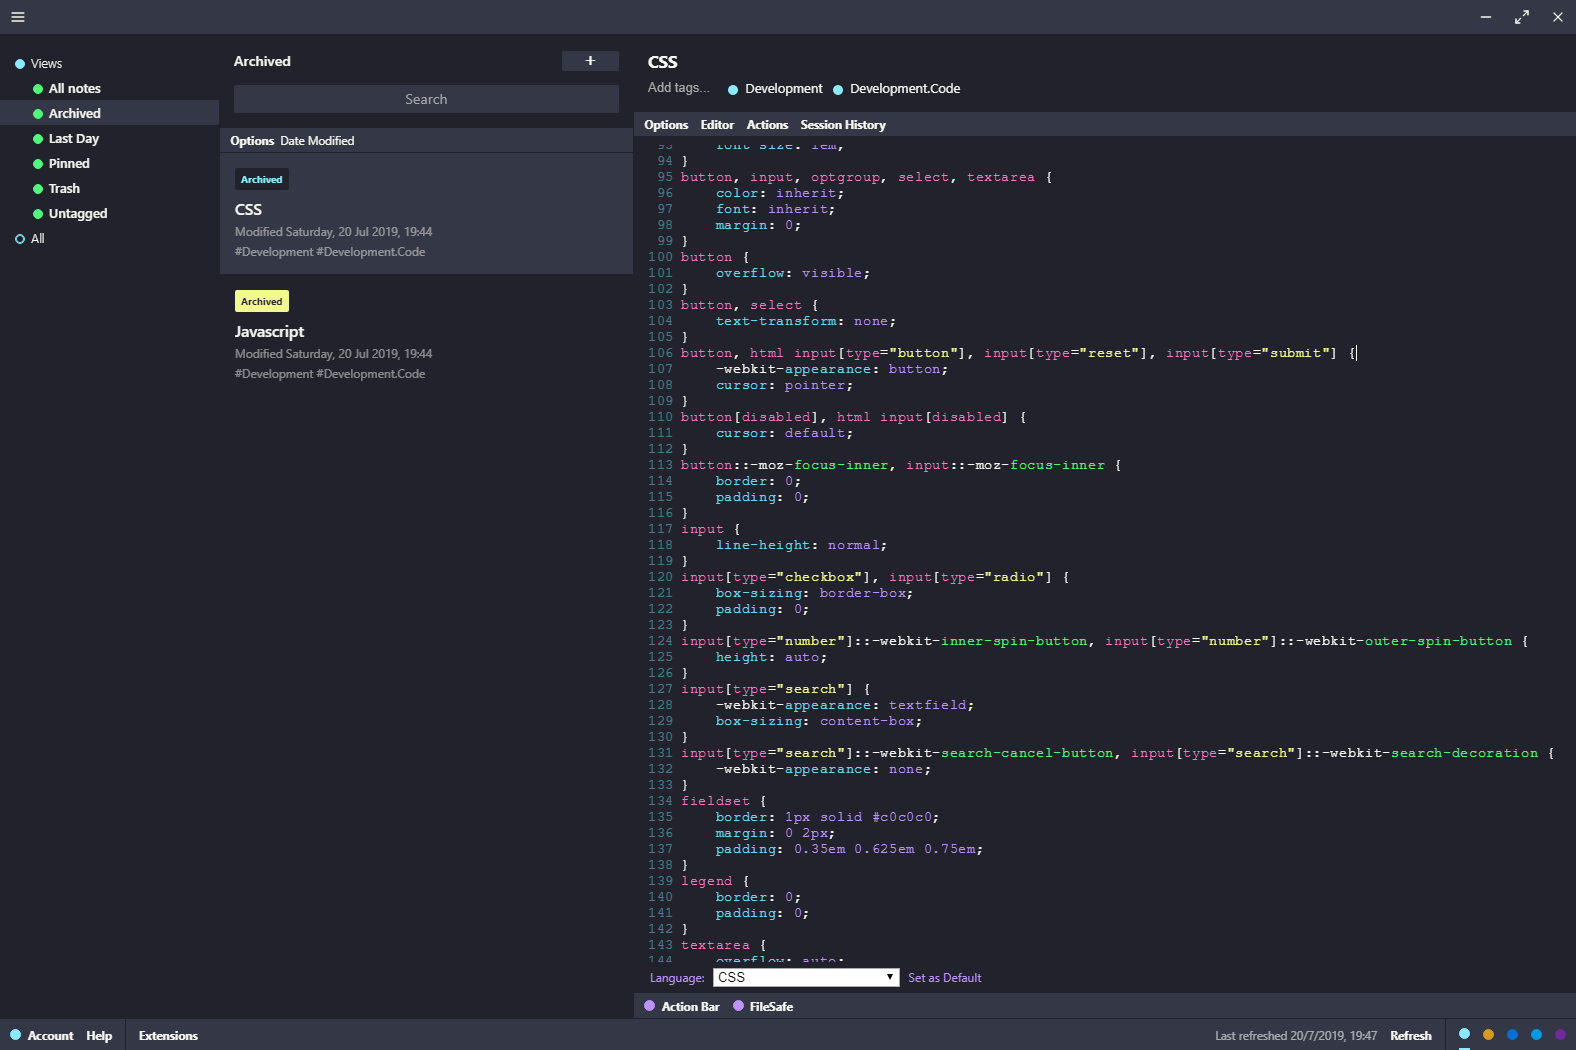 Views
All notes
Archived
Last Day
Pinned
Trash
Untagged
All
Archived
+
Search
Options Date Modified
Archived
CSS
Modified Saturday, 20 Jul 2019, 19:44
#Development #Development.Code
Archived
Javascript
Modified Saturday, 20 Jul 2019, 19:44
#Development #Development.Code
CSS
Add tags... Development Development.Code
Options Editor Actions Session History
93     font-size: 1em;
94 }
95 button, input, optgroup, select, textarea {
96     color: inherit;
97     font: inherit;
98     margin: 0;
99 }
100 button {
101     overflow: visible;
102 }
103 button, select {
104     text-transform: none;
105 }
106 button, html input[type="button"], input[type="reset"], input[type="submit"] {
107     -webkit-appearance: button;
108     cursor: pointer;
109 }
110 button[disabled], html input[disabled] {
111     cursor: default;
112 }
113 button::-moz-focus-inner, input::-moz-focus-inner {
114     border: 0;
115     padding: 0;
116 }
117 input {
118     line-height: normal;
119 }
120 input[type="checkbox"], input[type="radio"] {
121     box-sizing: border-box;
122     padding: 0;
123 }
124 input[type="number"]::-webkit-inner-spin-button, input[type="number"]::-webkit-outer-spin-button {
125     height: auto;
126 }
127 input[type="search"] {
128     -webkit-appearance: textfield;
129     box-sizing: content-box;
130 }
131 input[type="search"]::-webkit-search-cancel-button, input[type="search"]::-webkit-search-decoration {
132     -webkit-appearance: none;
133 }
134 fieldset {
135     border: 1px solid #c0c0c0;
136     margin: 0 2px;
137     padding: 0.35em 0.625em 0.75em;
138 }
139 legend {
140     border: 0;
141     padding: 0;
142 }
143 textarea {
144     overflow: auto;
Language: CSS Set as Default
Action Bar FileSafe
Account Help Extensions
Last refreshed 20/7/2019, 19:47 Refresh